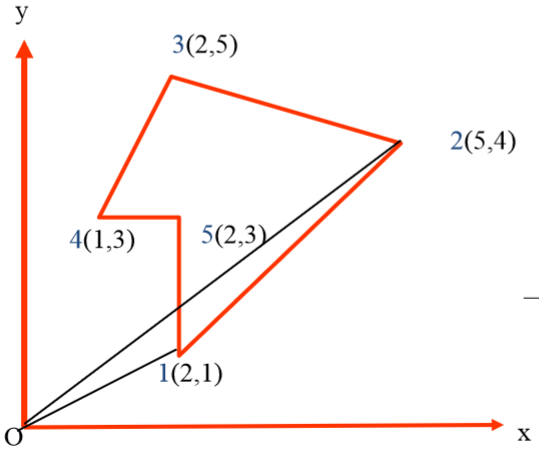 y
3(2,5)
2(5,4)
4(1,3)
5(2,3)
1(2,1)
O
x